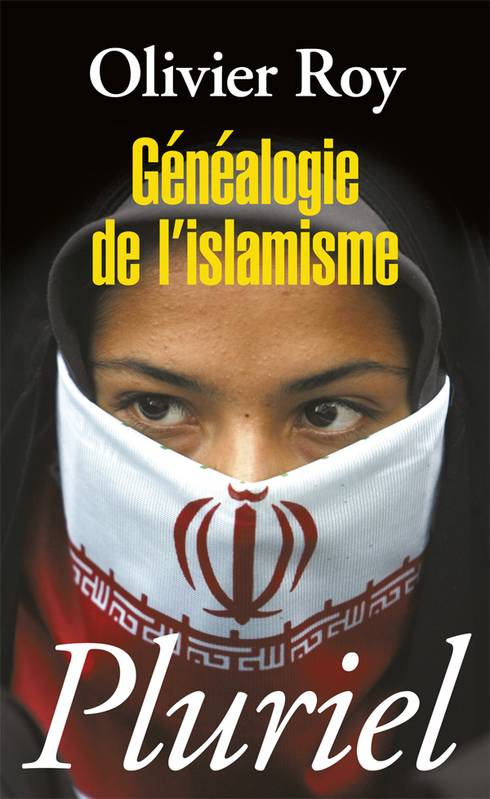 Olivier Roy
Généalogie
de l'islamisme
Pluriel